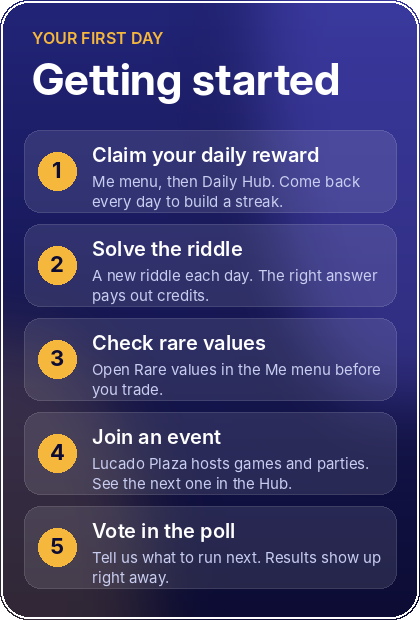 YOUR FIRST DAY
Getting started
1
Claim your daily reward
Me menu, then Daily Hub. Come back
every day to build a streak.
2
Solve the riddle
A new riddle each day. The right answer
pays out credits.
3
Check rare values
Open Rare values in the Me menu before
you trade.
4
Join an event
Lucado Plaza hosts games and parties.
See the next one in the Hub.
5
Vote in the poll
Tell us what to run next. Results show up
right away.